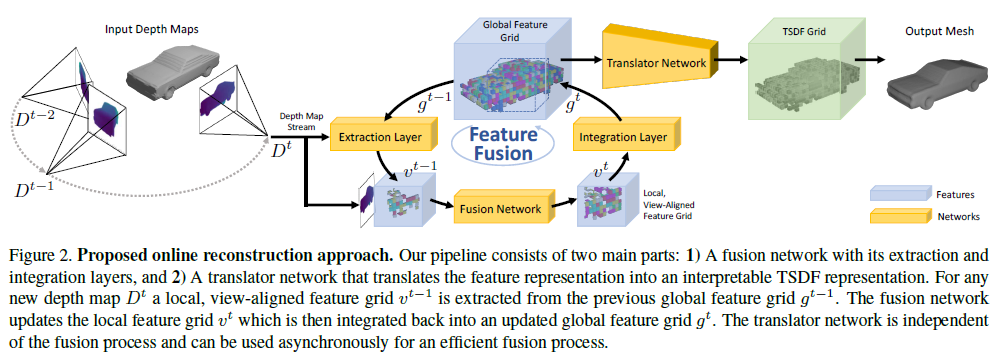 Input Depth Maps
Global Feature
Grid
TSDF Grid
Output Mesh
Translator Network
D^{t-2}
D^{t-1}
D^t
Depth Map
Stream
g^{t-1}
g^t
Extraction Layer
Feature
Fusion
Integration Layer
v^{t-1}
v^t
Fusion Network
Local,
View-Aligned
Feature Grid
Features
Networks
Figure 2. Proposed online reconstruction approach. Our pipeline consists of two main parts: 1) A fusion network with its extraction and
integration layers, and 2) A translator network that translates the feature representation into an interpretable TSDF representation. For any
new depth map D^t a local, view-aligned feature grid v^{t-1} is extracted from the previous global feature grid g^{t-1}. The fusion network
updates the local feature grid v^t which is then integrated back into an updated global feature grid g^t. The translator network is independent
of the fusion process and can be used asynchronously for an efficient fusion process.